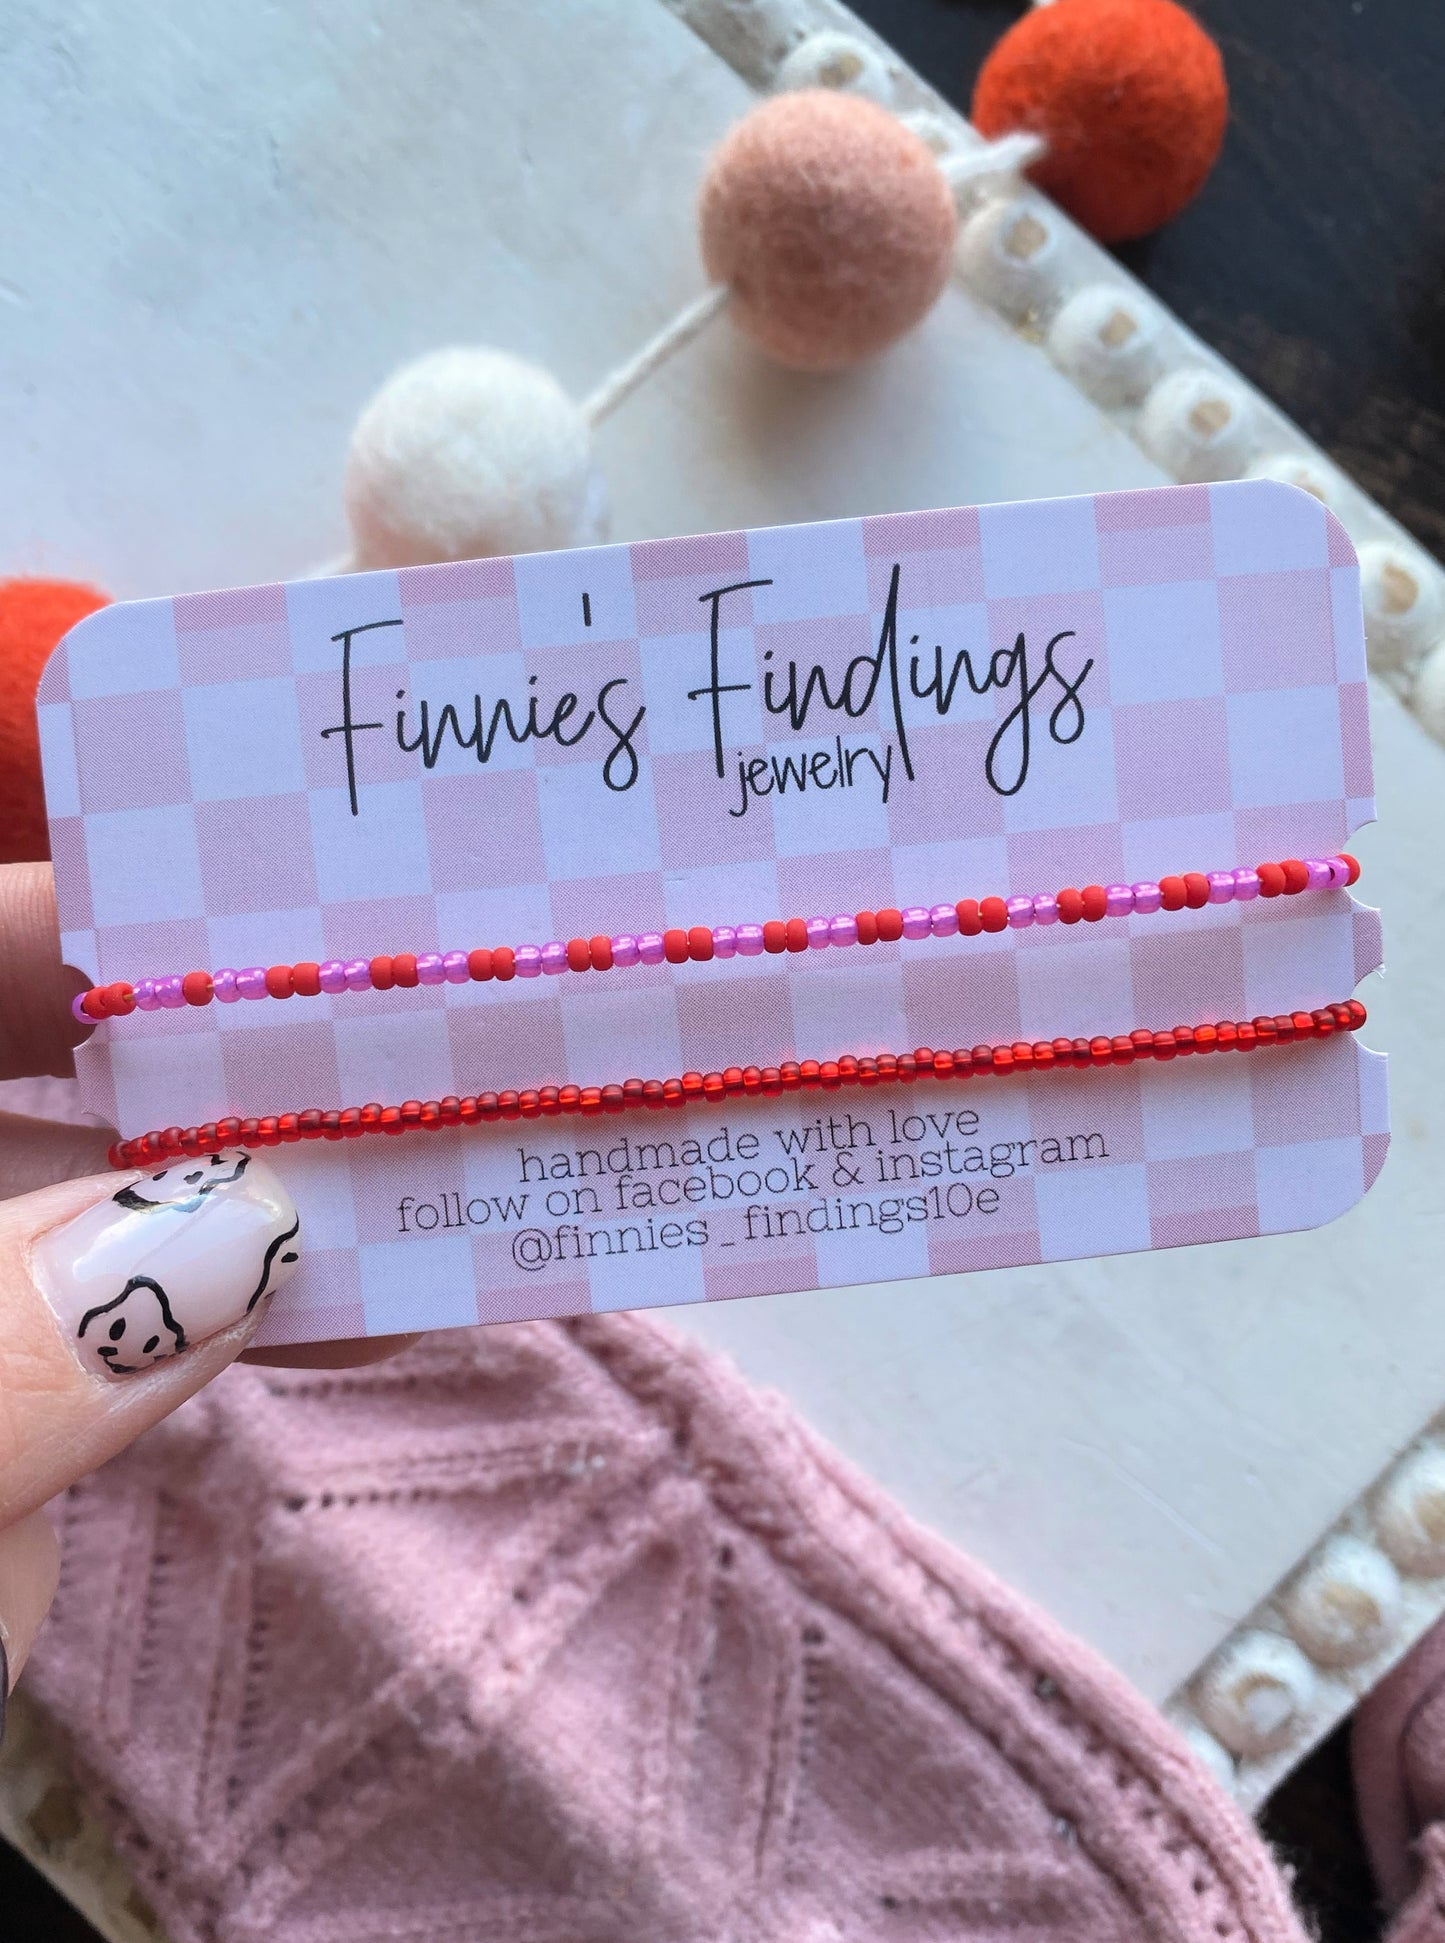 Finnie's Findings
jewelry
handmade with love
follow on facebook & instagram
@finnies_findings10e